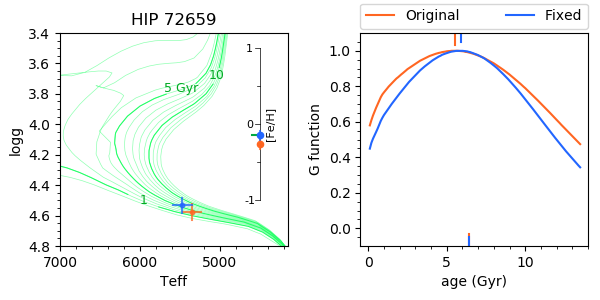 HIP 72659
Original
Fixed
3.4
3.6
3.8
4.0
4.2
4.4
4.6
4.8
logg
7000
6000
5000
Teff
5 Gyr
10
1
1
0
-1
[Fe/H]
1.0
0.8
0.6
0.4
0.2
0.0
G function
0
5
10
age (Gyr)